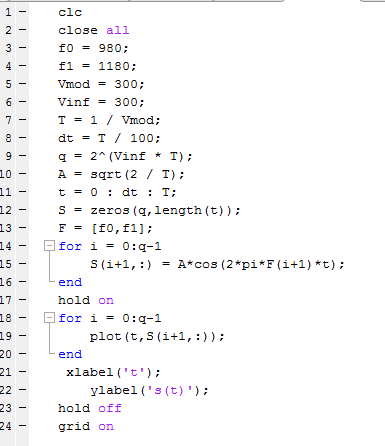 1 – clc
2 – close all
3 – f0 = 980;
4 – f1 = 1180;
5 – Vmod = 300;
6 – Vinf = 300;
7 – T = 1 / Vmod;
8 – dt = T / 100;
9 – q = 2^(Vinf * T);
10 – A = sqrt(2 / T);
11 – t = 0 : dt : T;
12 – S = zeros(q,length(t));
13 – F = [f0,f1];
14 – for i = 0:q-1
15 – S(i+1,:) = A*cos(2*pi*F(i+1)*t);
16 – end
17 – hold on
18 – for i = 0:q-1
19 – plot(t,S(i+1,:));
20 – end
21 – xlabel('t');
22 – ylabel('s(t)');
23 – hold off
24 – grid on